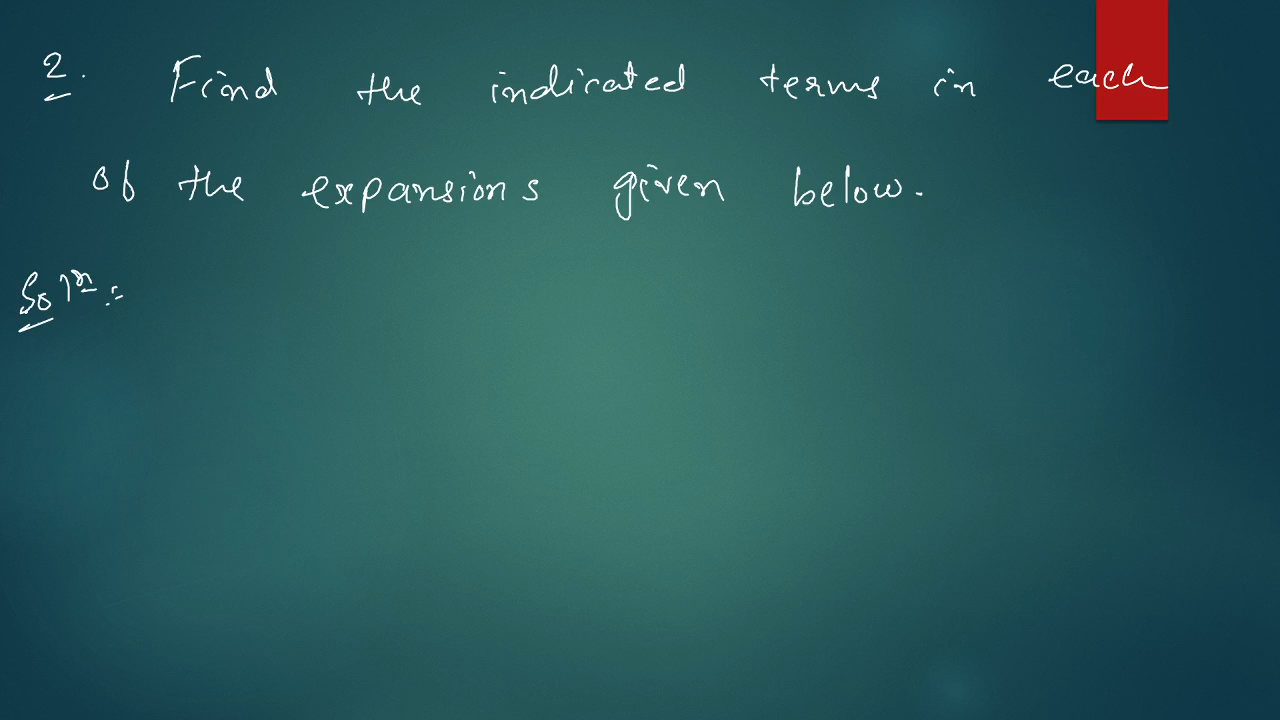 2. Find the indicated terms in each
of the expansions given below.
Solⁿ :-